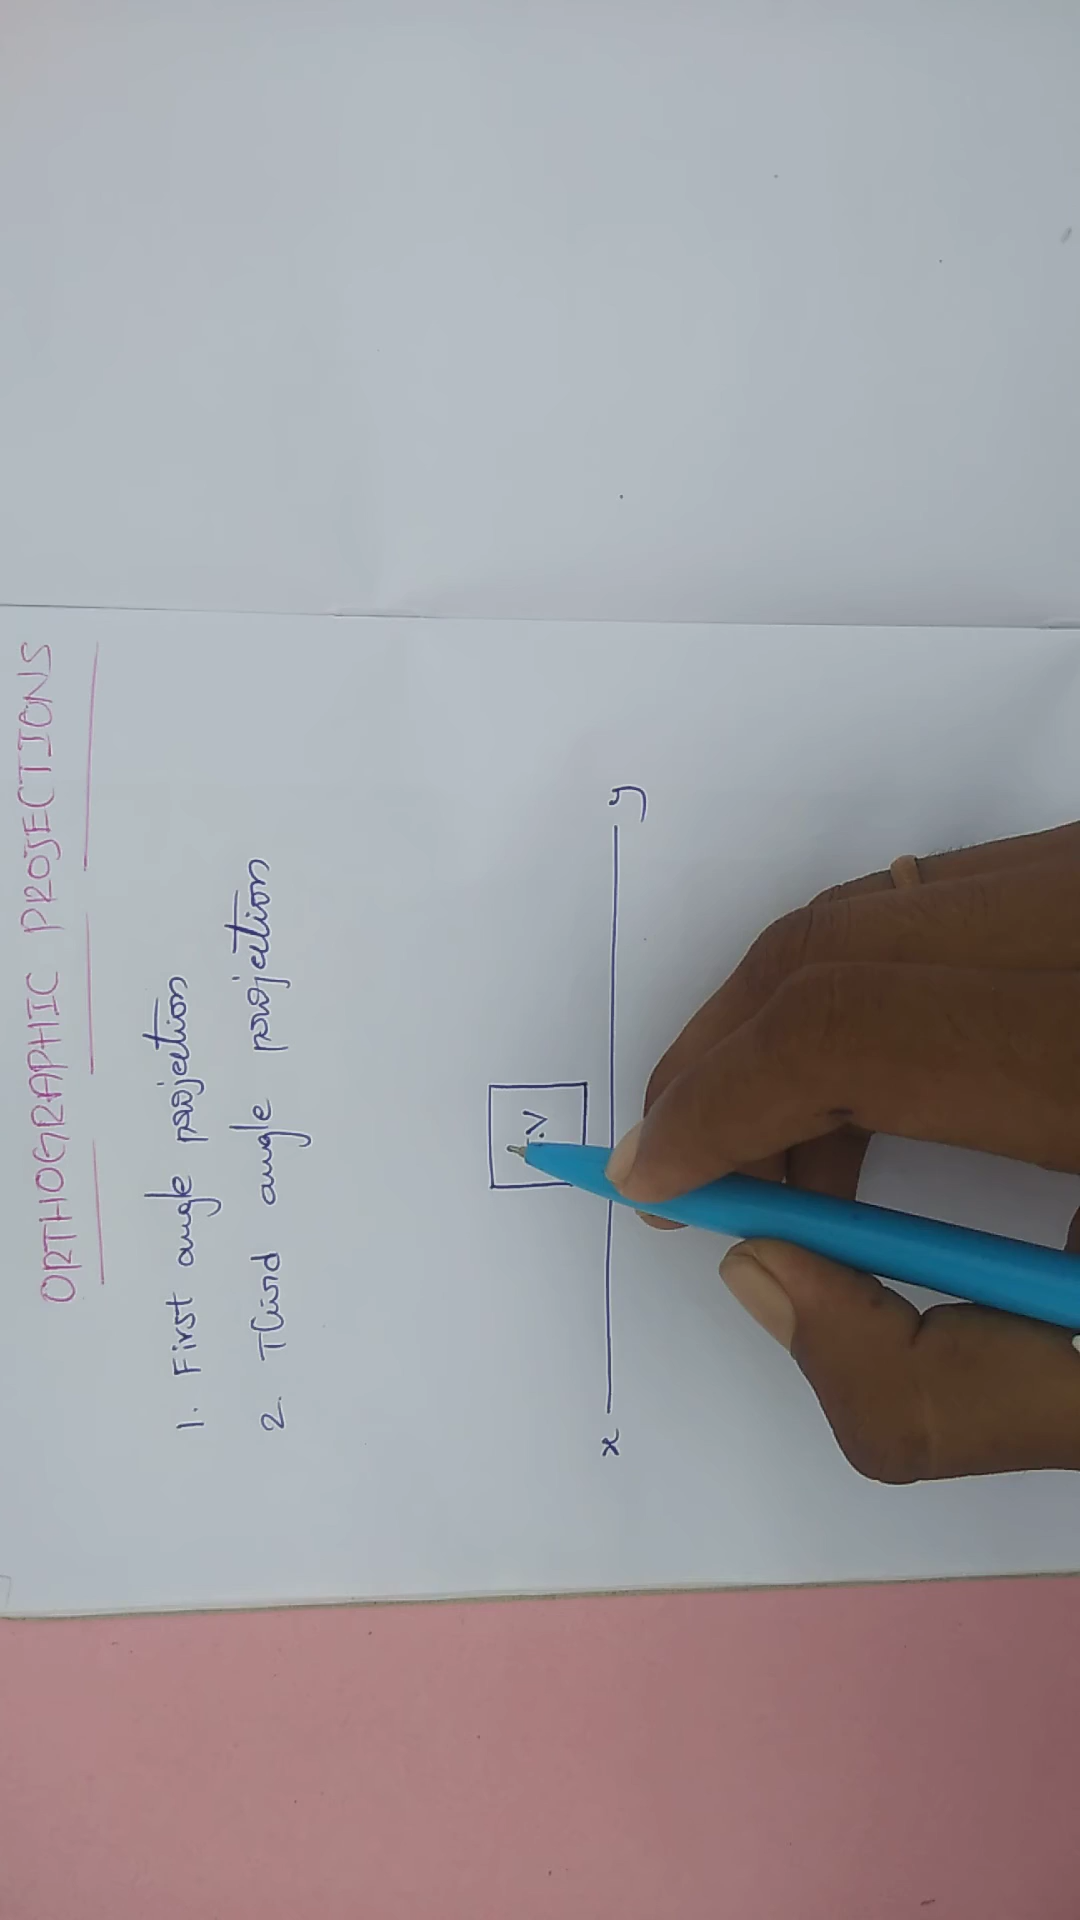 ORTHOGRAPHIC PROJECTIONS
1. First angle projection
2. Third angle projection
.V
x y